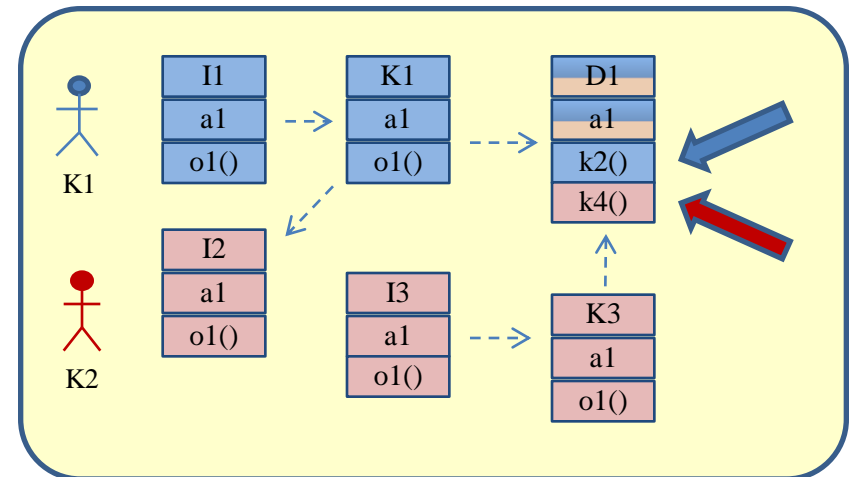 I1
a1
o1()
K1
a1
o1()
D1
a1
k2()
k4()
K1
I2
a1
o1()
I3
a1
o1()
K3
a1
o1()
K2